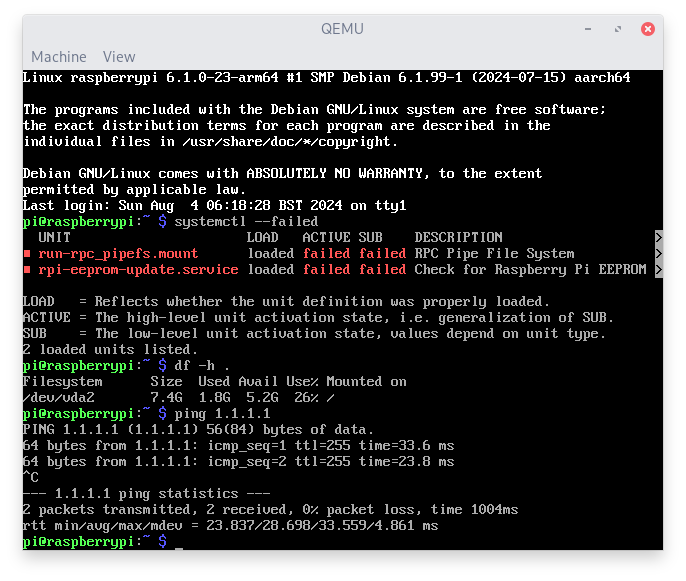 QEMU
Machine View
Linux raspberrypi 6.1.0-23-arm64 #1 SMP Debian 6.1.99-1 (2024-07-15) aarch64

The programs included with the Debian GNU/Linux system are free software;
the exact distribution terms for each program are described in the
individual files in /usr/share/doc/*/copyright.

Debian GNU/Linux comes with ABSOLUTELY NO WARRANTY, to the extent
permitted by applicable law.
Last login: Sun Aug  4 06:18:28 BST 2024 on tty1
pi@raspberrypi:~ $ systemctl --failed
  UNIT                      LOAD   ACTIVE SUB    DESCRIPTION                  >
■ run-rpc_pipefs.mount      loaded failed failed RPC Pipe File System         >
■ rpi-eeprom-update.service loaded failed failed Check for Raspberry Pi EEPROM >

LOAD   = Reflects whether the unit definition was properly loaded.
ACTIVE = The high-level unit activation state, i.e. generalization of SUB.
SUB    = The low-level unit activation state, values depend on unit type.
2 loaded units listed.
pi@raspberrypi:~ $ df -h .
Filesystem      Size  Used Avail Use% Mounted on
/dev/vda2       7.4G  1.8G  5.2G  26% /
pi@raspberrypi:~ $ ping 1.1.1.1
PING 1.1.1.1 (1.1.1.1) 56(84) bytes of data.
64 bytes from 1.1.1.1: icmp_seq=1 ttl=255 time=33.6 ms
64 bytes from 1.1.1.1: icmp_seq=2 ttl=255 time=23.8 ms
^C
--- 1.1.1.1 ping statistics ---
2 packets transmitted, 2 received, 0% packet loss, time 1004ms
rtt min/avg/max/mdev = 23.837/28.698/33.559/4.861 ms
pi@raspberrypi:~ $ _